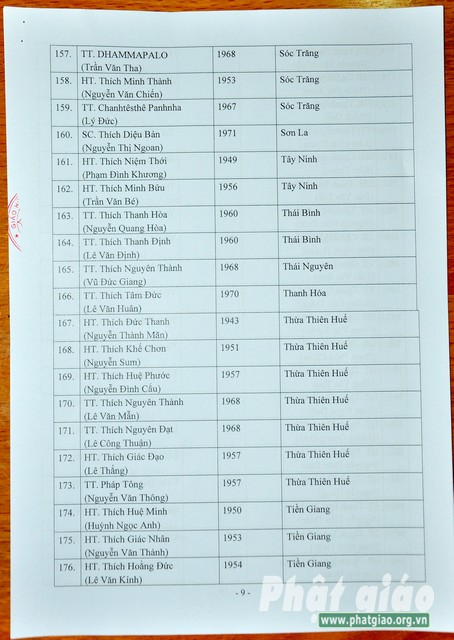 157. TT. DHAMMAPALO 1968 Sóc Trăng
(Trần Văn Tha)
158. HT. Thích Minh Thành 1953 Sóc Trăng
(Nguyễn Văn Chiến)
159. TT. Chanhtêsthê Panhnha 1967 Sóc Trăng
(Lý Đức)
160. SC. Thích Diệu Bản 1971 Sơn La
(Nguyễn Thị Ngoan)
161. HT. Thích Niệm Thới 1949 Tây Ninh
(Phạm Đình Khương)
162. HT. Thích Minh Bửu 1956 Tây Ninh
(Trần Văn Bé)
163. TT. Thích Thanh Hòa 1960 Thái Bình
(Nguyễn Quang Hòa)
164. TT. Thích Thanh Định 1960 Thái Bình
(Lê Văn Định)
165. TT. Thích Nguyên Thành 1968 Thái Nguyên
(Vũ Đức Giang)
166. TT. Thích Tâm Đức 1970 Thanh Hóa
(Lê Văn Huân)
167. HT. Thích Đức Thanh 1943 Thừa Thiên Huế
(Nguyễn Thành Mãn)
168. HT. Thích Khế Chơn 1951 Thừa Thiên Huế
(Nguyễn Sum)
169. HT. Thích Huệ Phước 1957 Thừa Thiên Huế
(Nguyễn Đình Cẩu)
170. TT. Thích Nguyên Thành 1968 Thừa Thiên Huế
(Lê Văn Mẫn)
171. TT. Thích Nguyên Đạt 1968 Thừa Thiên Huế
(Lê Công Thuận)
172. HT. Thích Giác Đạo 1957 Thừa Thiên Huế
(Lê Thắng)
173. TT. Pháp Tông 1957 Thừa Thiên Huế
(Nguyễn Văn Thông)
174. HT. Thích Huệ Minh 1950 Tiền Giang
(Huỳnh Ngọc Anh)
175. HT. Thích Giác Nhân 1953 Tiền Giang
(Nguyễn Văn Thành)
176. HT. Thích Hoằng Đức 1954 Tiền Giang
(Lê Văn Kính)
- 9 -
Phật giáo
www.phatgiao.org.vn